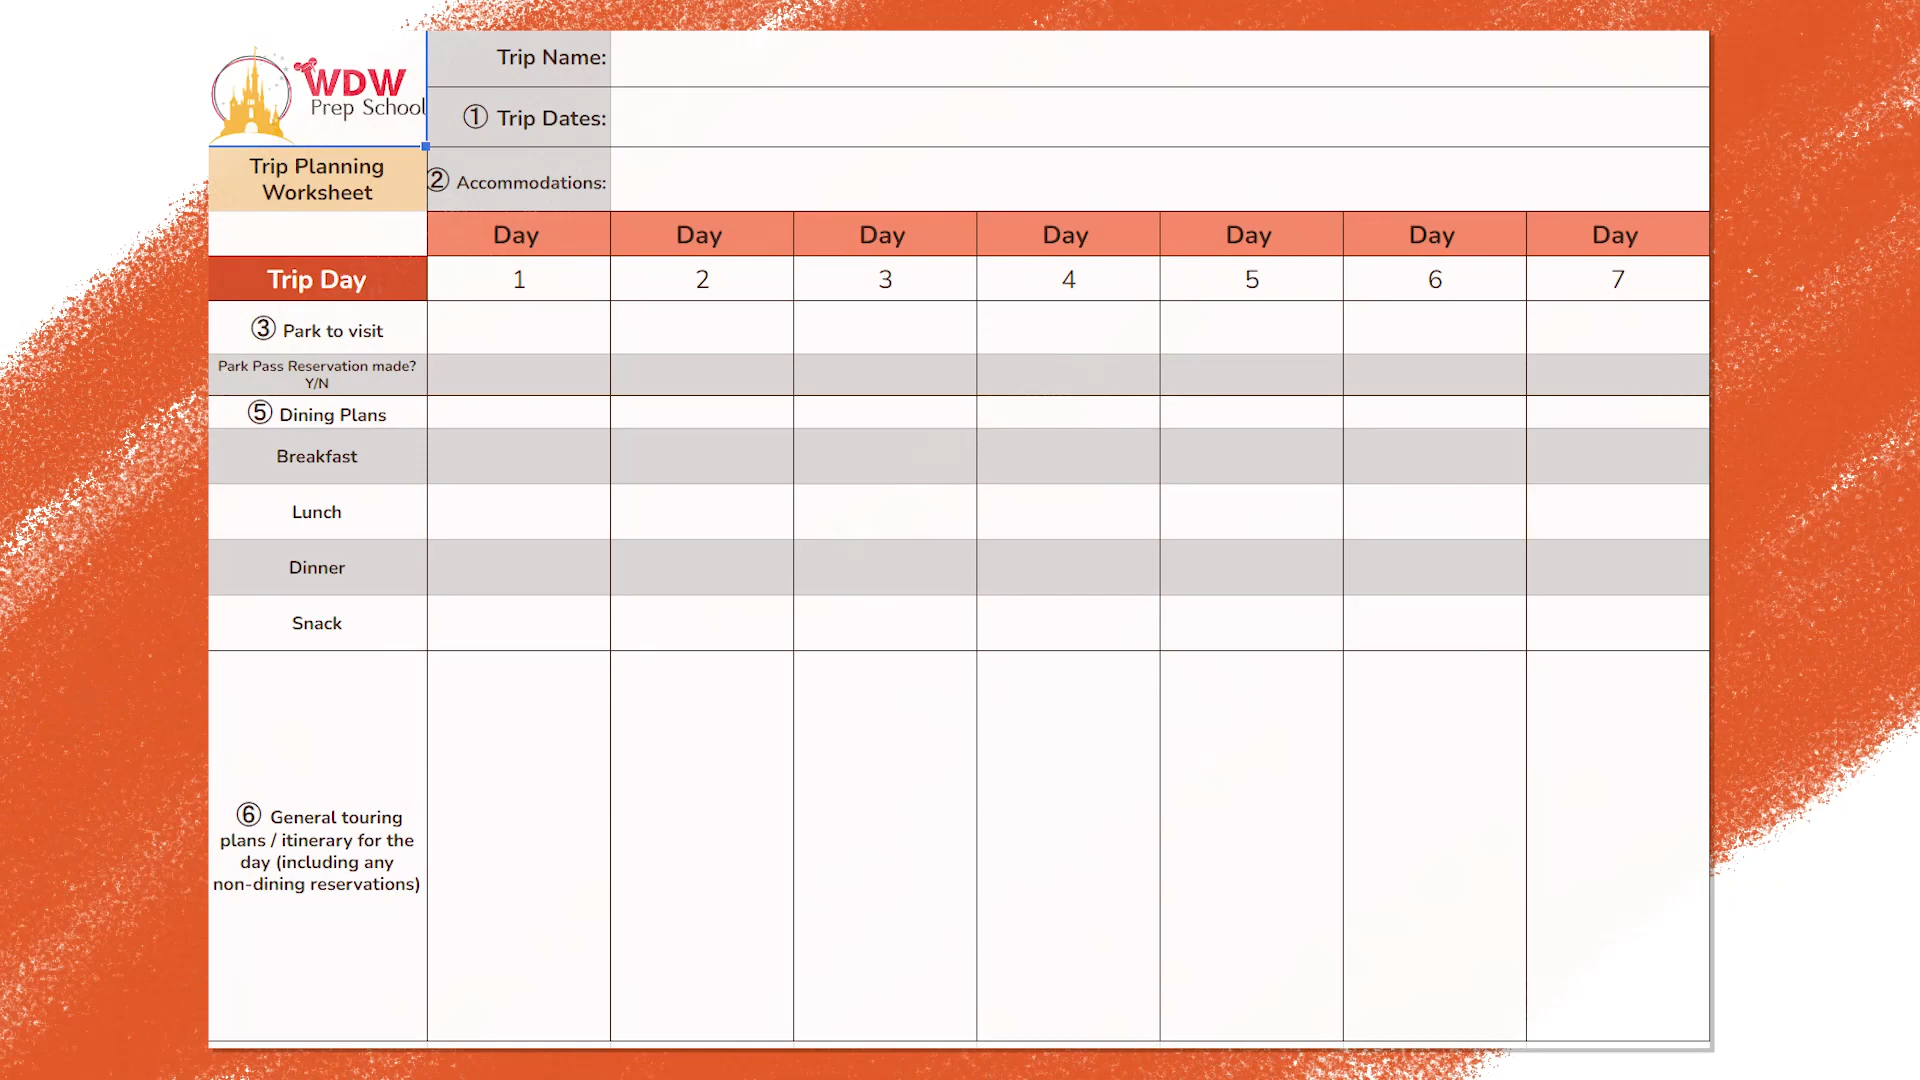 WDW
Prep School
Trip Name:
① Trip Dates:
Trip Planning
Worksheet
② Accommodations:
Day Day Day Day Day Day Day
Trip Day 1 2 3 4 5 6 7
③ Park to visit
Park Pass Reservation made?
Y/N
⑤ Dining Plans
Breakfast
Lunch
Dinner
Snack
⑥ General touring
plans / itinerary for the
day (including any
non-dining reservations)